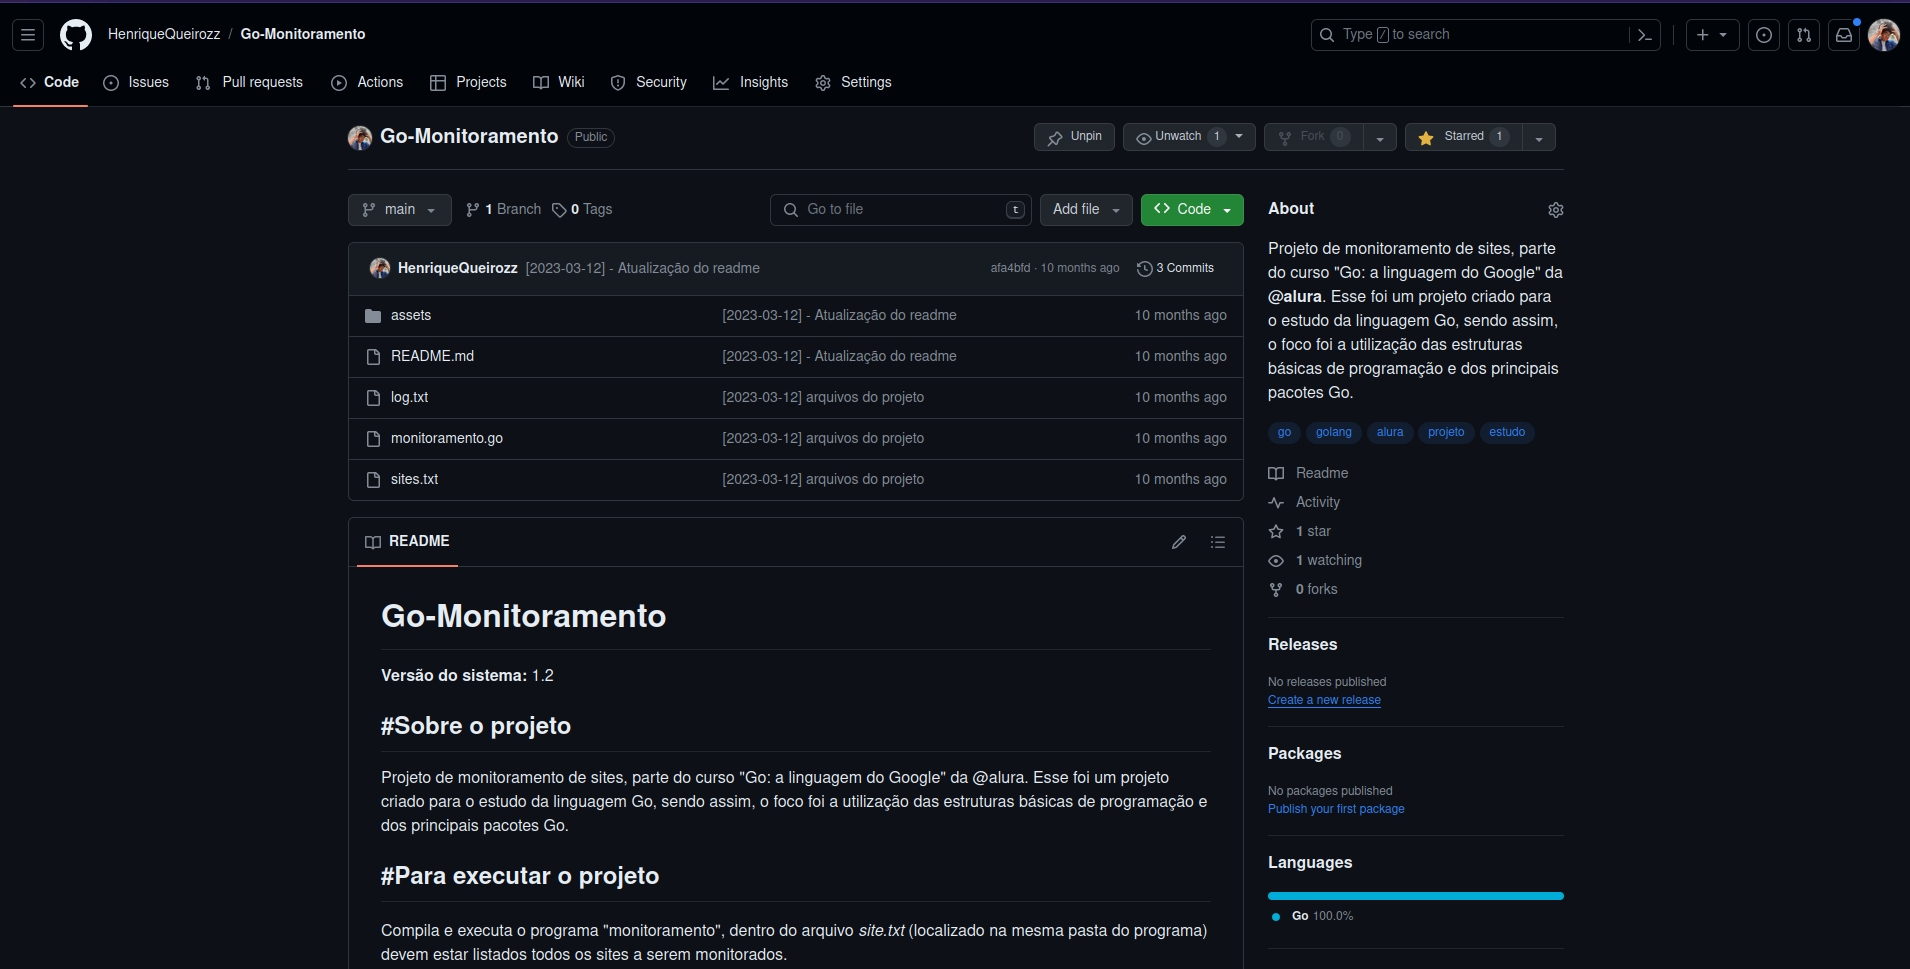 HenriqueQueirozz / Go-Monitoramento
Type / to search
Code Issues Pull requests Actions Projects Wiki Security Insights Settings
Go-Monitoramento Public
Unpin Unwatch 1 Fork 0 Starred 1
main 1 Branch 0 Tags
Go to file t Add file Code
HenriqueQueirozz [2023-03-12] - Atualização do readme afa4bfd · 10 months ago 3 Commits
assets [2023-03-12] - Atualização do readme 10 months ago
README.md [2023-03-12] - Atualização do readme 10 months ago
log.txt [2023-03-12] arquivos do projeto 10 months ago
monitoramento.go [2023-03-12] arquivos do projeto 10 months ago
sites.txt [2023-03-12] arquivos do projeto 10 months ago
README
Go-Monitoramento
Versão do sistema: 1.2
#Sobre o projeto
Projeto de monitoramento de sites, parte do curso "Go: a linguagem do Google" da @alura. Esse foi um projeto
criado para o estudo da linguagem Go, sendo assim, o foco foi a utilização das estruturas básicas de programação e
dos principais pacotes Go.
#Para executar o projeto
Compila e executa o programa "monitoramento", dentro do arquivo site.txt (localizado na mesma pasta do programa)
devem estar listados todos os sites a serem monitorados.
About
Projeto de monitoramento de sites, parte
do curso "Go: a linguagem do Google" da
@alura. Esse foi um projeto criado para
o estudo da linguagem Go, sendo assim,
o foco foi a utilização das estruturas
básicas de programação e dos principais
pacotes Go.
go golang alura projeto estudo
Readme
Activity
1 star
1 watching
0 forks
Releases
No releases published
Create a new release
Packages
No packages published
Publish your first package
Languages
Go 100.0%